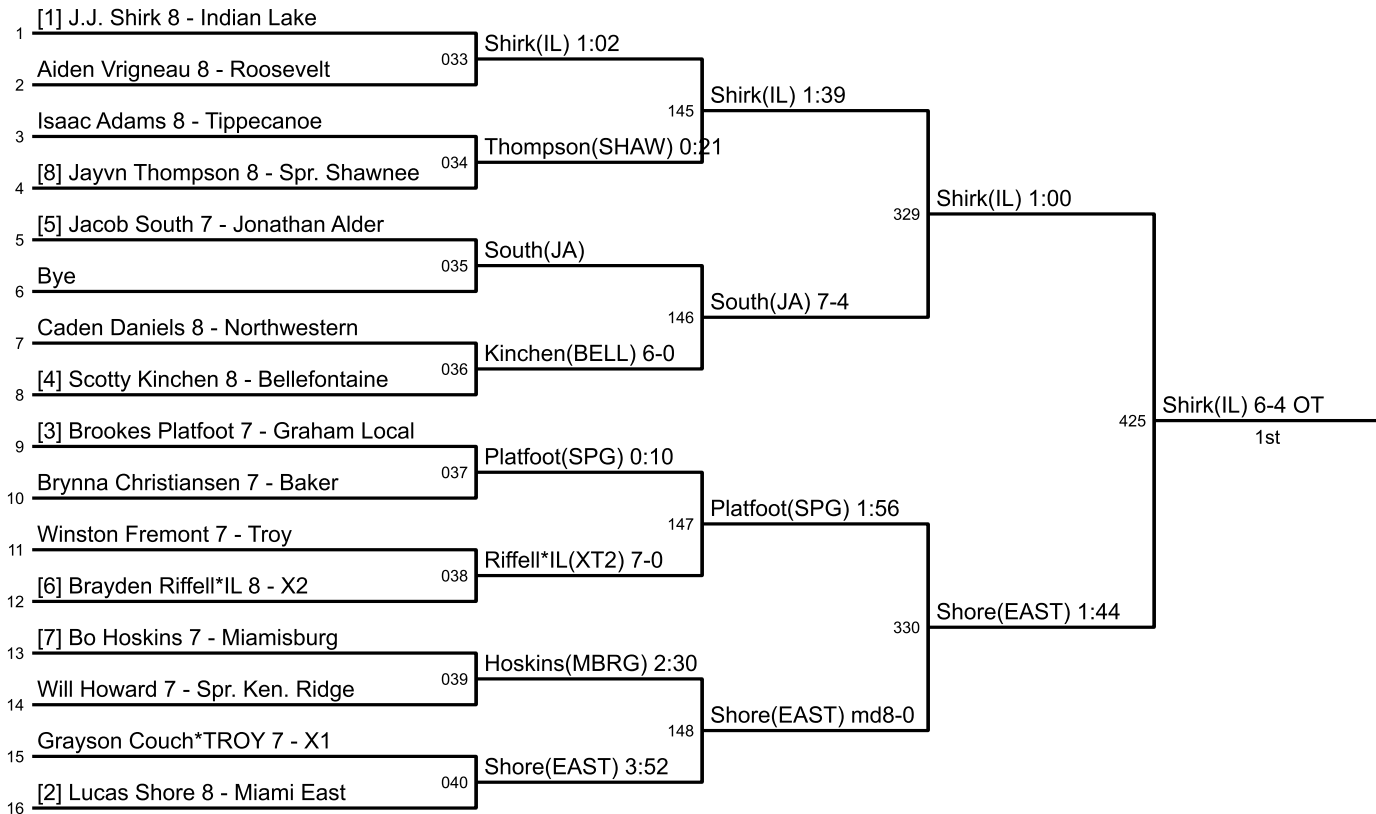 [1] J.J. Shirk 8 - Indian Lake
1
Aiden Vrigneau 8 - Roosevelt
2
033
Shirk(IL) 1:02
Isaac Adams 8 - Tippecanoe
3
[8] Jayvn Thompson 8 - Spr. Shawnee
4
034
Thompson(SHAW) 0:21
145
Shirk(IL) 1:39
[5] Jacob South 7 - Jonathan Alder
5
Bye
6
035
South(JA)
Caden Daniels 8 - Northwestern
7
[4] Scotty Kinchen 8 - Bellefontaine
8
036
Kinchen(BELL) 6-0
146
South(JA) 7-4
329
Shirk(IL) 1:00
[3] Brookes Platfoot 7 - Graham Local
9
Brynna Christiansen 7 - Baker
10
037
Platfoot(SPG) 0:10
Winston Fremont 7 - Troy
11
[6] Brayden Riffell*IL 8 - X2
12
038
Riffell*IL(XT2) 7-0
147
Platfoot(SPG) 1:56
[7] Bo Hoskins 7 - Miamisburg
13
Will Howard 7 - Spr. Ken. Ridge
14
039
Hoskins(MBRG) 2:30
Grayson Couch*TROY 7 - X1
15
[2] Lucas Shore 8 - Miami East
16
040
Shore(EAST) 3:52
148
Shore(EAST) md8-0
330
Shore(EAST) 1:44
425
Shirk(IL) 6-4 OT
1st